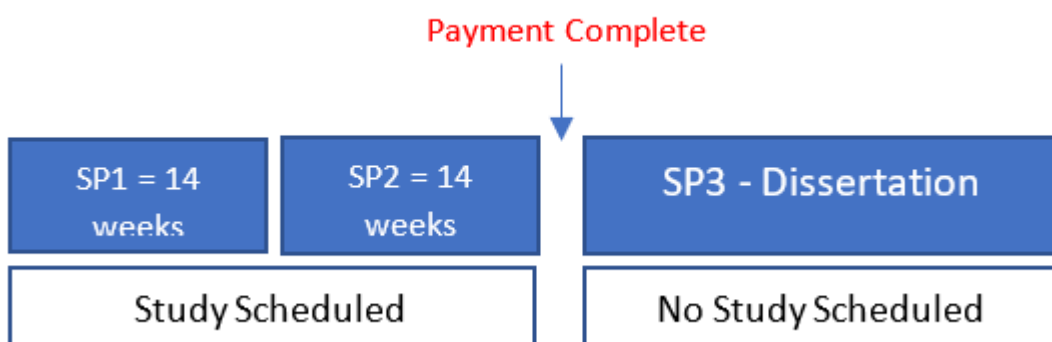 Payment Complete
SP1 = 14
weeks
SP2 = 14
weeks
SP3 - Dissertation
Study Scheduled
No Study Scheduled